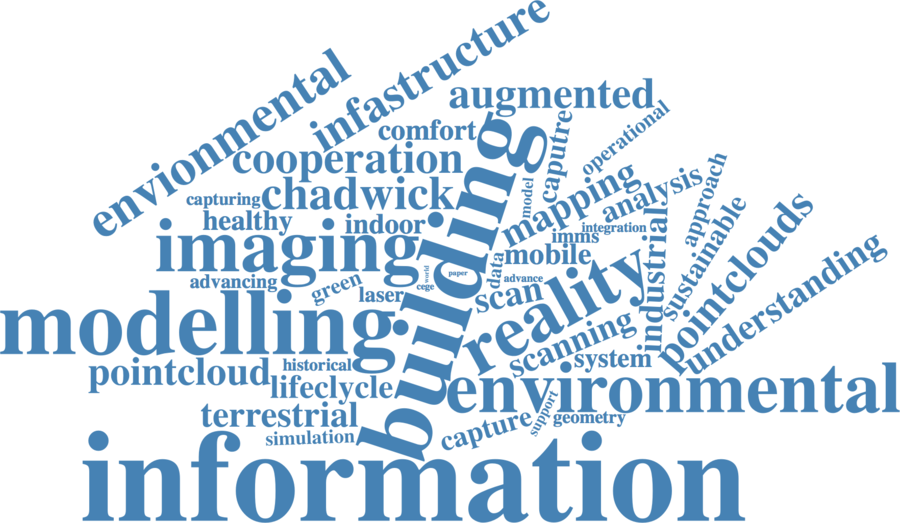 infastructure
envionmental
augmented
operational
comfort
caputre
cooperation
approach
model
mapping
analysis
capturing
chadwick
healthy
indoor
building
integration
imms
industrial
sustainable
pointclouds
imaging
mobile
data
world
paper
advance
cege
advancing
green
laser
scan
reality
understanding
modelling
scanning
system
pointcloud
historical
lifeclycle
environmental
terrestrial
support
geometry
capture
simulation
information